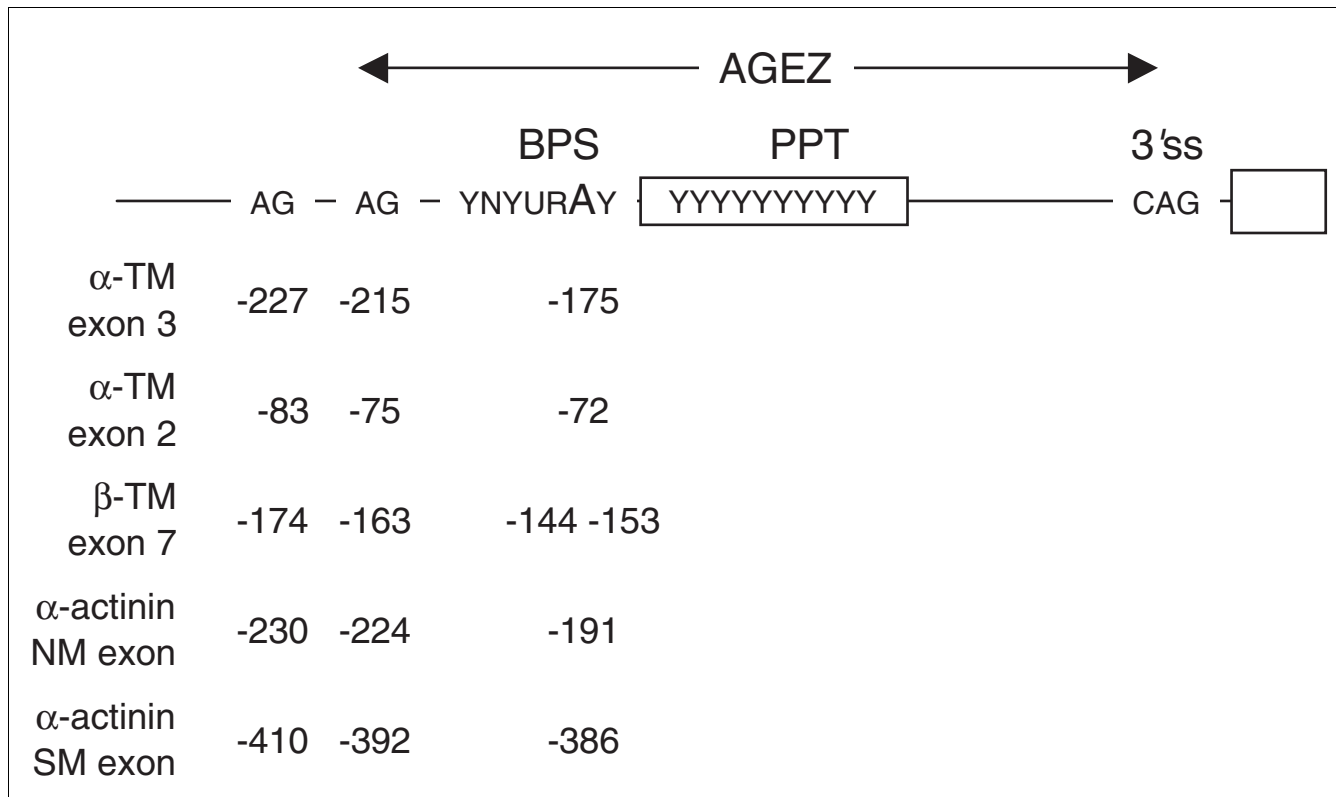 AGEZ
BPS PPT 3'ss
AG AG YNYURAY YYYYYYYYYY CAG
α-TM
exon 3 -227 -215 -175
α-TM
exon 2 -83 -75 -72
β-TM
exon 7 -174 -163 -144 -153
α-actinin
NM exon -230 -224 -191
α-actinin
SM exon -410 -392 -386